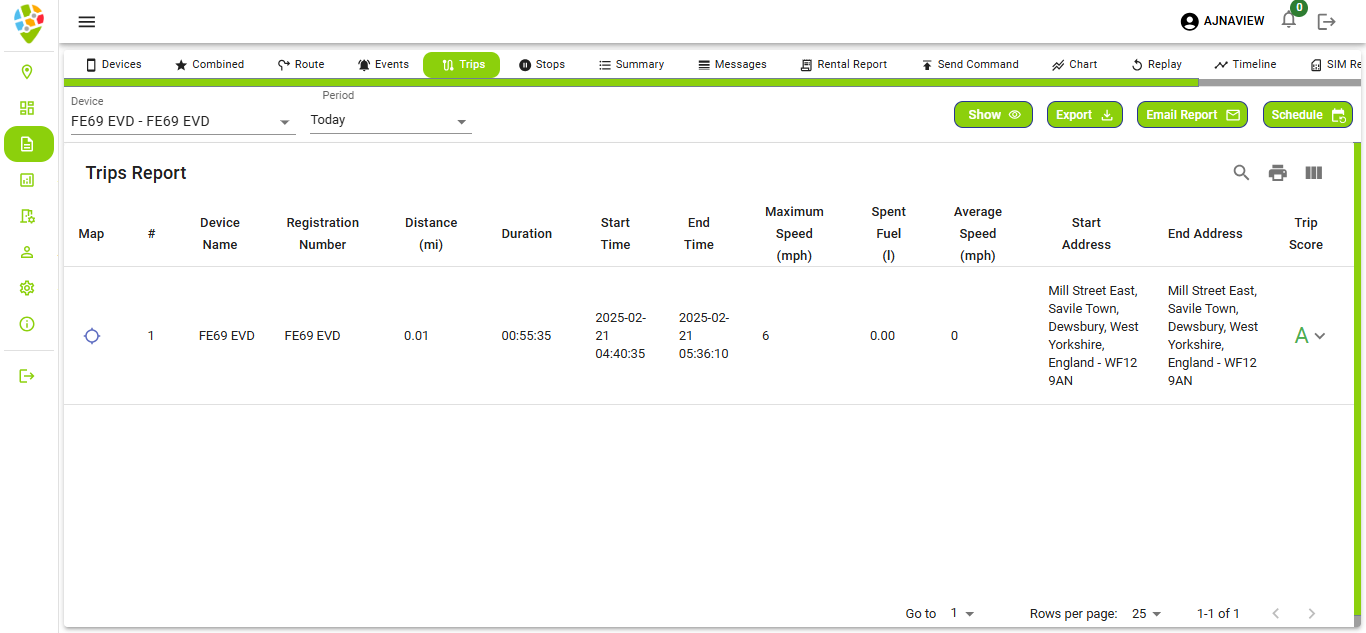 AJNAVIEW
0
Devices
Combined
Route
Events
Trips
Stops
Summary
Messages
Rental Report
Send Command
Chart
Replay
Timeline
SIM Re
Device
FE69 EVD - FE69 EVD
Period
Today
Show
Export
Email Report
Schedule
Trips Report
Map
#
Device
Name
Registration
Number
Distance
(mi)
Duration
Start
Time
End
Time
Maximum
Speed
(mph)
Spent
Fuel
(l)
Average
Speed
(mph)
Start
Address
End Address
Trip
Score
1
FE69 EVD
FE69 EVD
0.01
00:55:35
2025-02-
21
04:40:35
2025-02-
21
05:36:10
6
0.00
0
Mill Street East,
Savile Town,
Dewsbury, West
Yorkshire,
England - WF12
9AN
Mill Street East,
Savile Town,
Dewsbury, West
Yorkshire,
England - WF12
9AN
A
Go to 1
Rows per page: 25
1-1 of 1